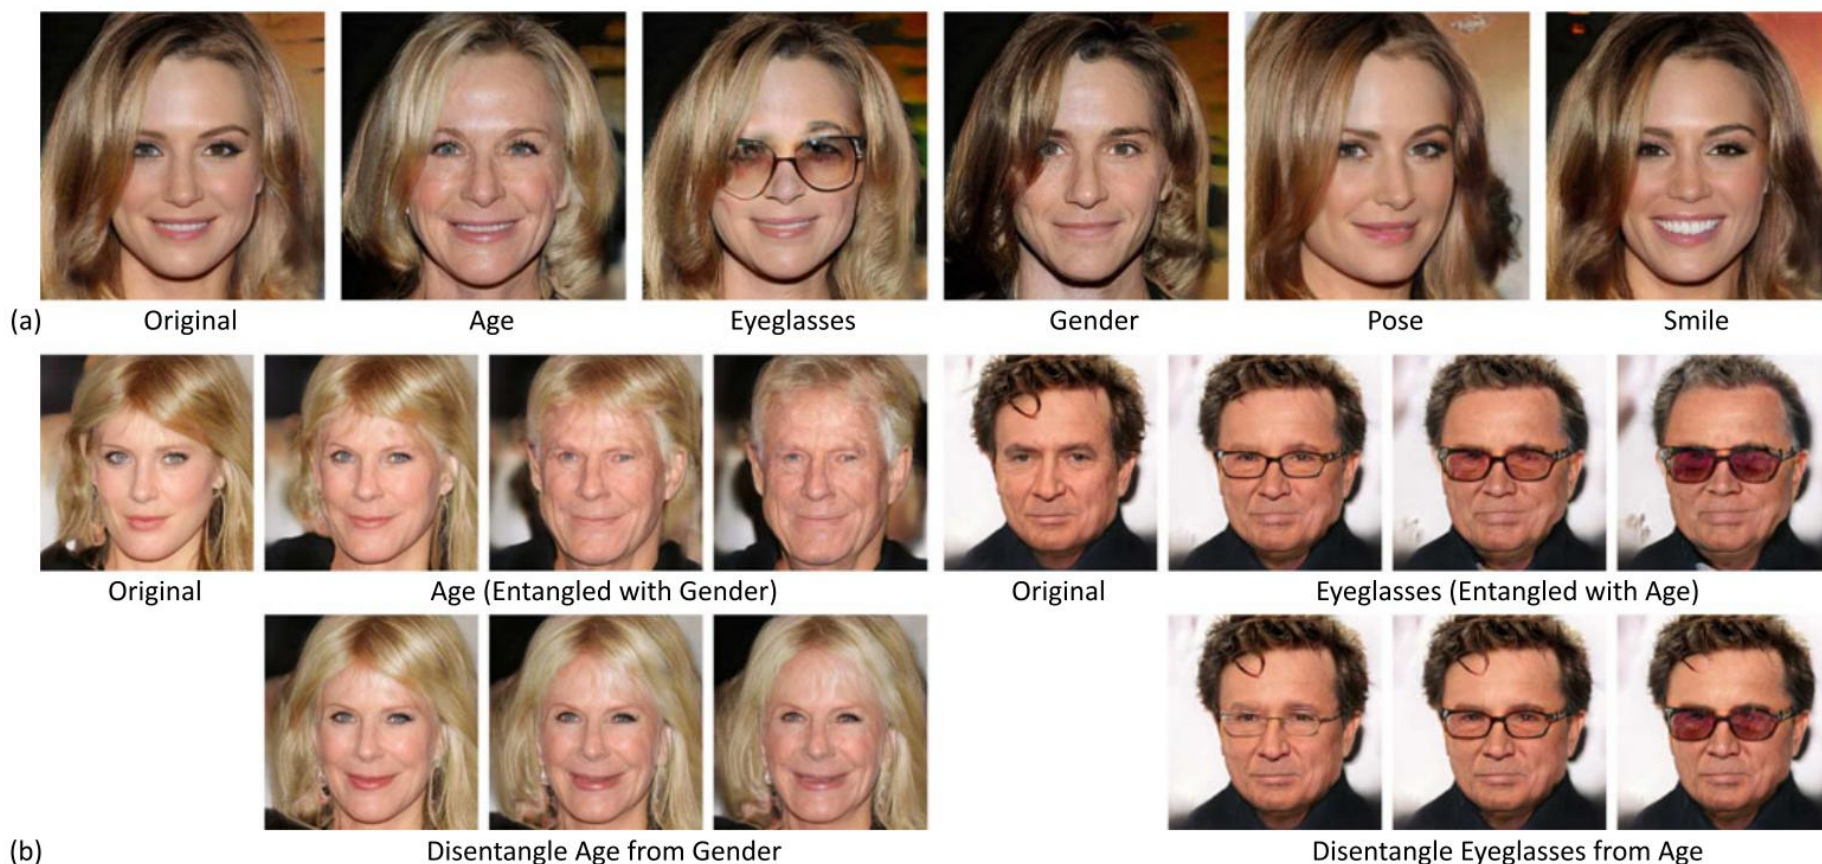 (a) Original Age Eyeglasses Gender Pose Smile
Original Age (Entangled with Gender) Original Eyeglasses (Entangled with Age)
(b) Disentangle Age from Gender Disentangle Eyeglasses from Age